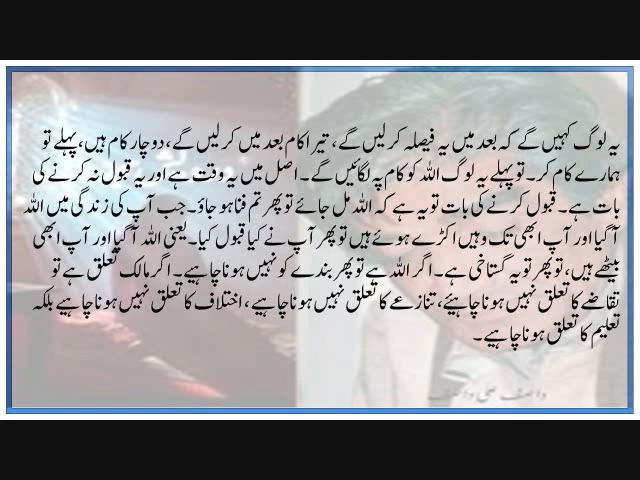 یہ لوگ کہیں گے کہ بعد میں یہ فیصلہ کر لیں گے، تیرا کام بعد میں کر لیں گے، دو چار کام ہیں، پہلے تو
ہمارے کام کر۔ تو پہلے یہ لوگ اللہ کو کام پہ لگائیں گے۔ اصل میں یہ وقت ہے اور یہ قبول نہ کرنے کی
بات ہے۔ قبول کرنے کی بات تو یہ ہے کہ اللہ مل جائے تو پھر تم فنا ہو جاؤ۔ جب آپ کی زندگی میں اللہ
آ گیا اور آپ ابھی تک وہیں اکڑے ہوئے ہیں تو پھر آپ نے کیا قبول کیا۔ یعنی اللہ آ گیا اور آپ ابھی
بیٹھے ہیں، تو پھر تو یہ گستاخی ہے۔ اگر اللہ ہے تو پھر بندے کو نہیں ہونا چاہیے۔ اگر مالک تعلق ہے تو
تقاضے کا تعلق نہیں ہونا چاہیئے، تنازعے کا تعلق نہیں ہونا چاہیے، اختلاف کا تعلق نہیں ہونا چاہیے بلکہ
تعلیم کا تعلق ہونا چاہیے۔
واصف علی واصف